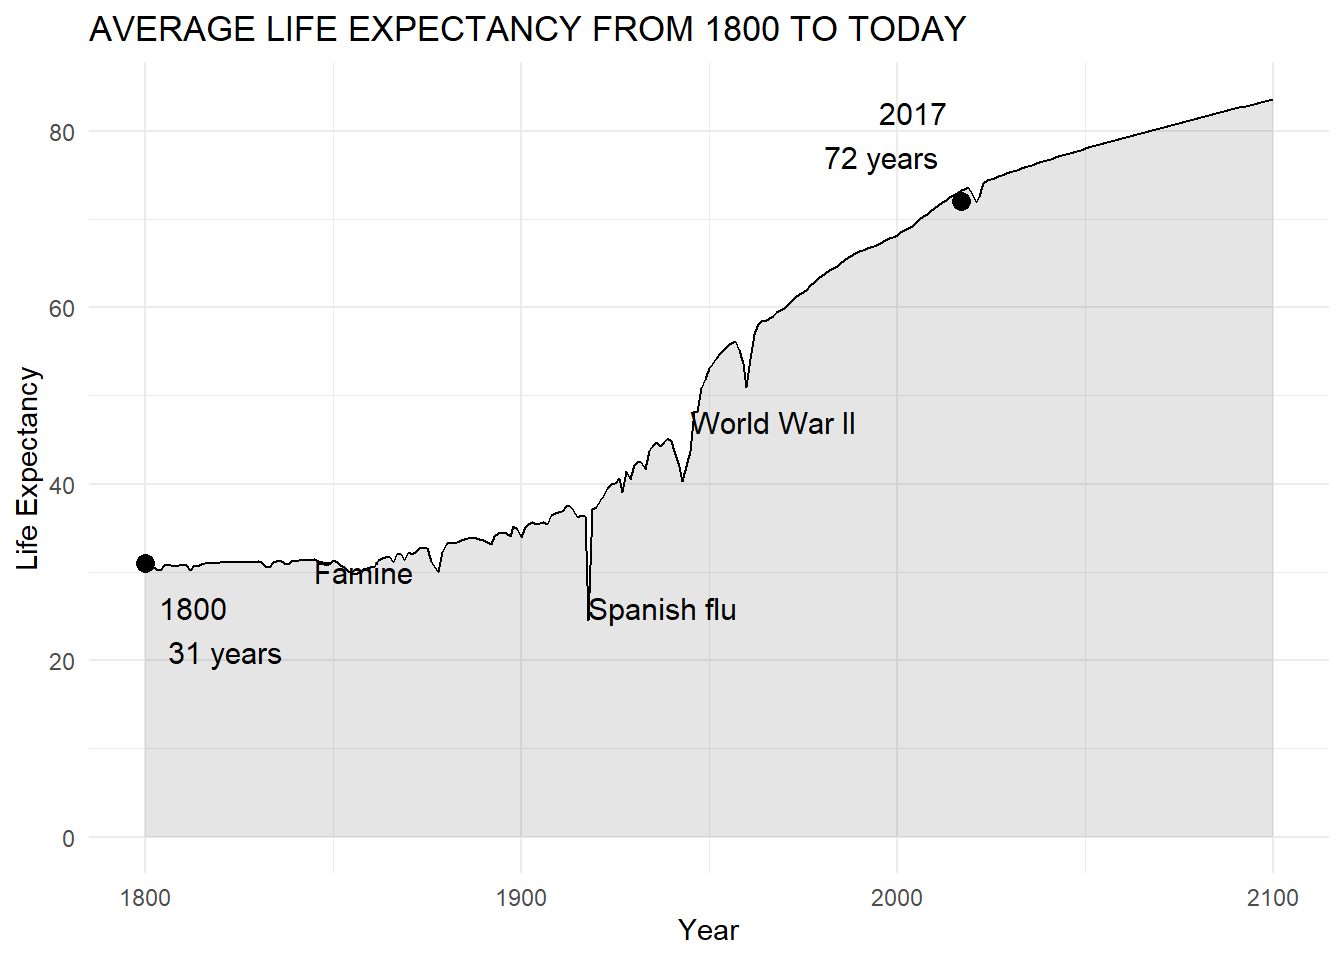 AVERAGE LIFE EXPECTANCY FROM 1800 TO TODAY
2017
72 years
80
60
40
20
0
Life Expectancy
World War II
Famine
1800
31 years
Spanish flu
1800
1900
2000
2100
Year